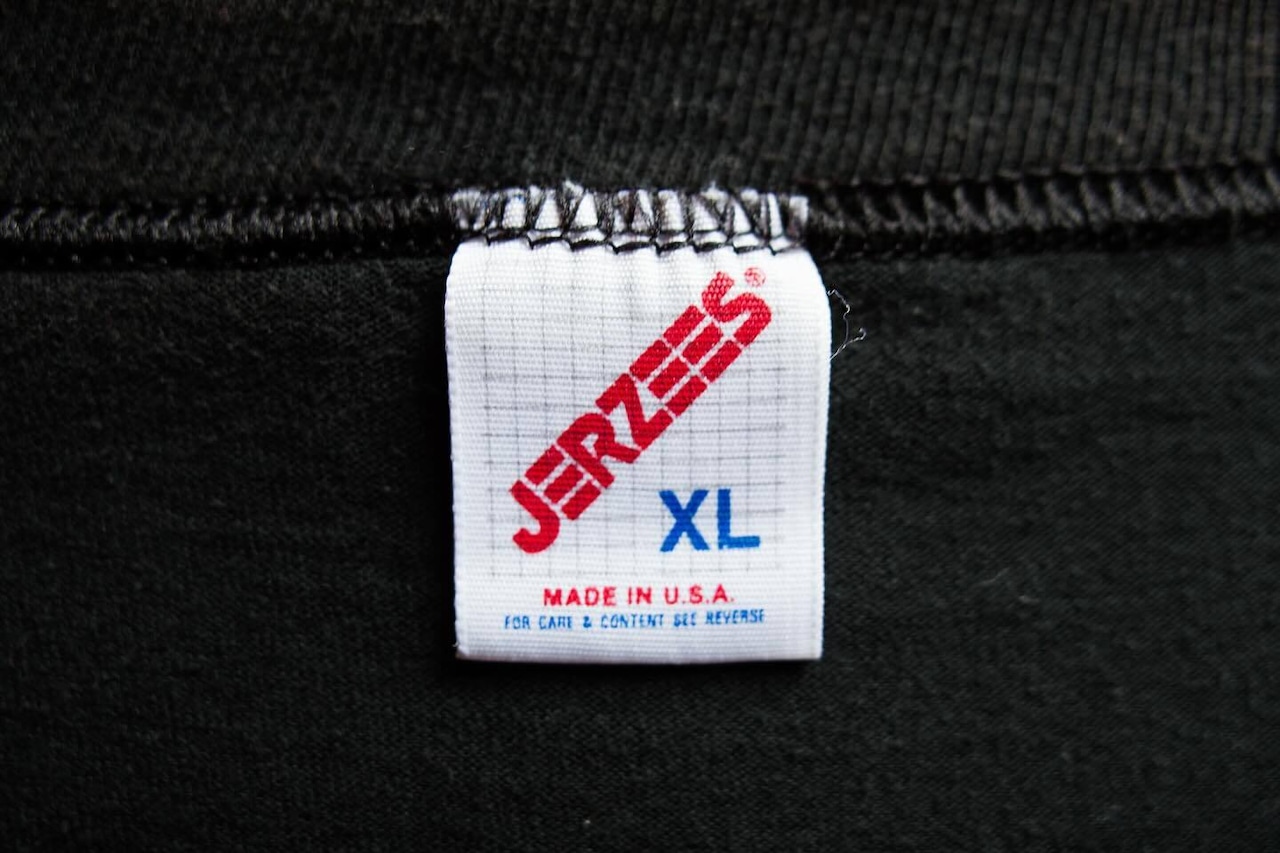 JERZEES®
XL
MADE IN U.S.A.
FOR CARE & CONTENT SEE REVERSE